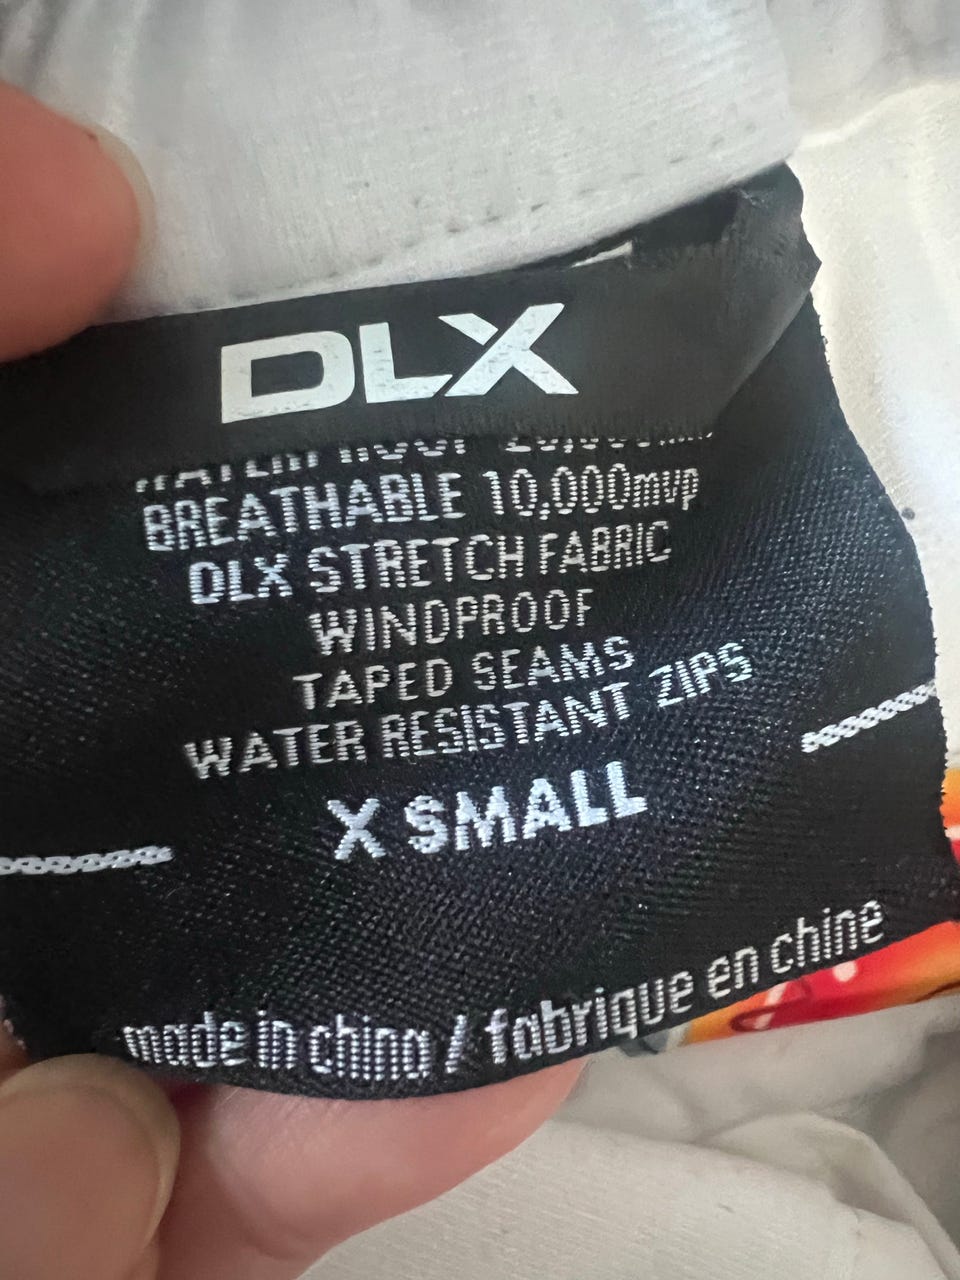 DLX
WATERPROOF
BREATHABLE 10,000mvp
DLX STRETCH FABRIC
WINDPROOF
TAPED SEAMS
WATER RESISTANT ZIPS
X SMALL
made in china / fabrique en chine